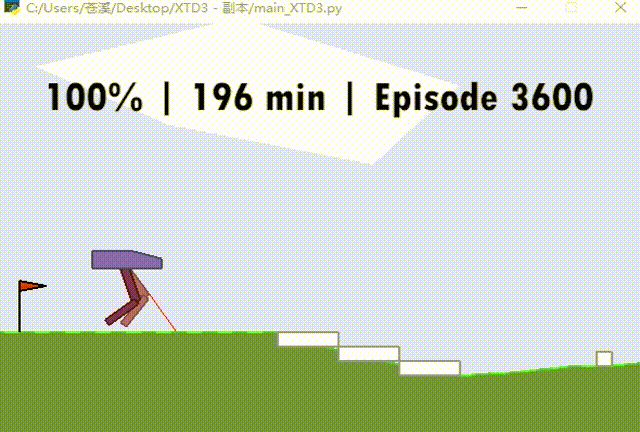 C:/Users/苍溪/Desktop/XTD3 - 副本/main_XTD3.py
100% | 196 min | Episode 3600